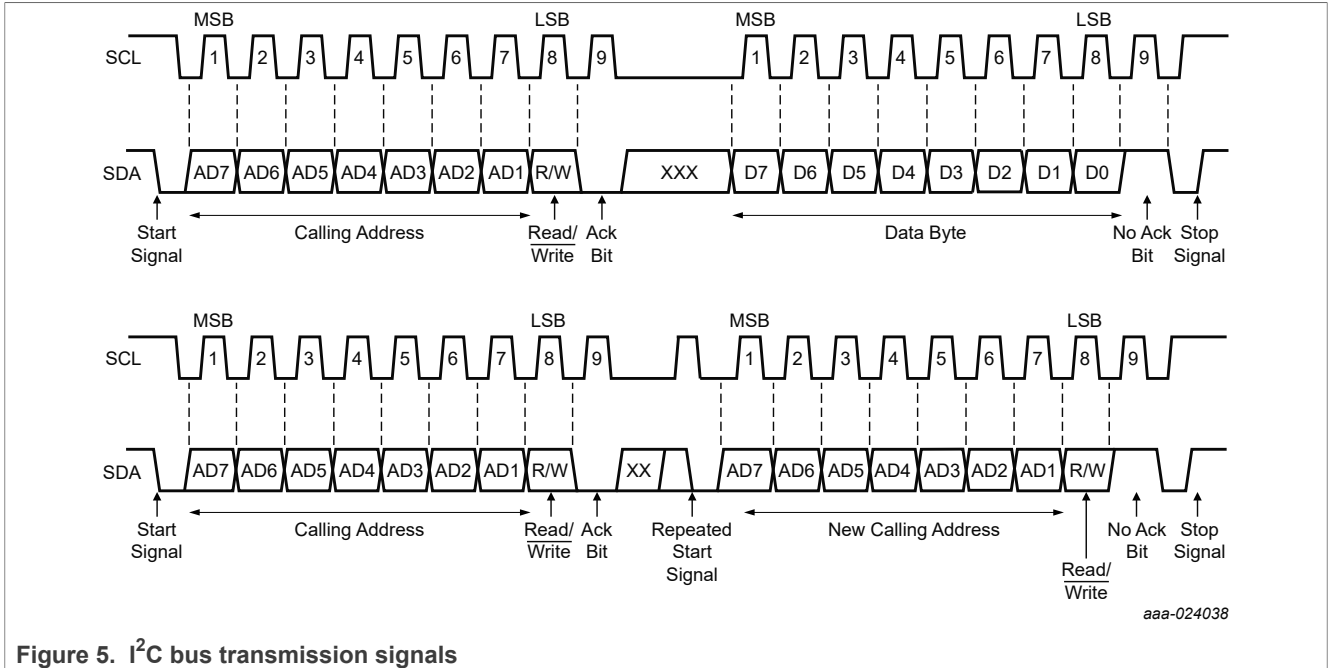 MSB LSB MSB LSB
SCL 1 2 3 4 5 6 7 8 9 1 2 3 4 5 6 7 8 9
SDA AD7 AD6 AD5 AD4 AD3 AD2 AD1 R/W XXX D7 D6 D5 D4 D3 D2 D1 D0
Start Signal Calling Address Read/Write Ack Bit Data Byte No Ack Bit Stop Signal
MSB LSB MSB LSB
SCL 1 2 3 4 5 6 7 8 9 1 2 3 4 5 6 7 8 9
SDA AD7 AD6 AD5 AD4 AD3 AD2 AD1 R/W XX AD7 AD6 AD5 AD4 AD3 AD2 AD1 R/W
Start Signal Calling Address Read/Write Ack Bit Repeated Start Signal New Calling Address Read/Write No Ack Bit Stop Signal
aaa-024038
Figure 5. I²C bus transmission signals